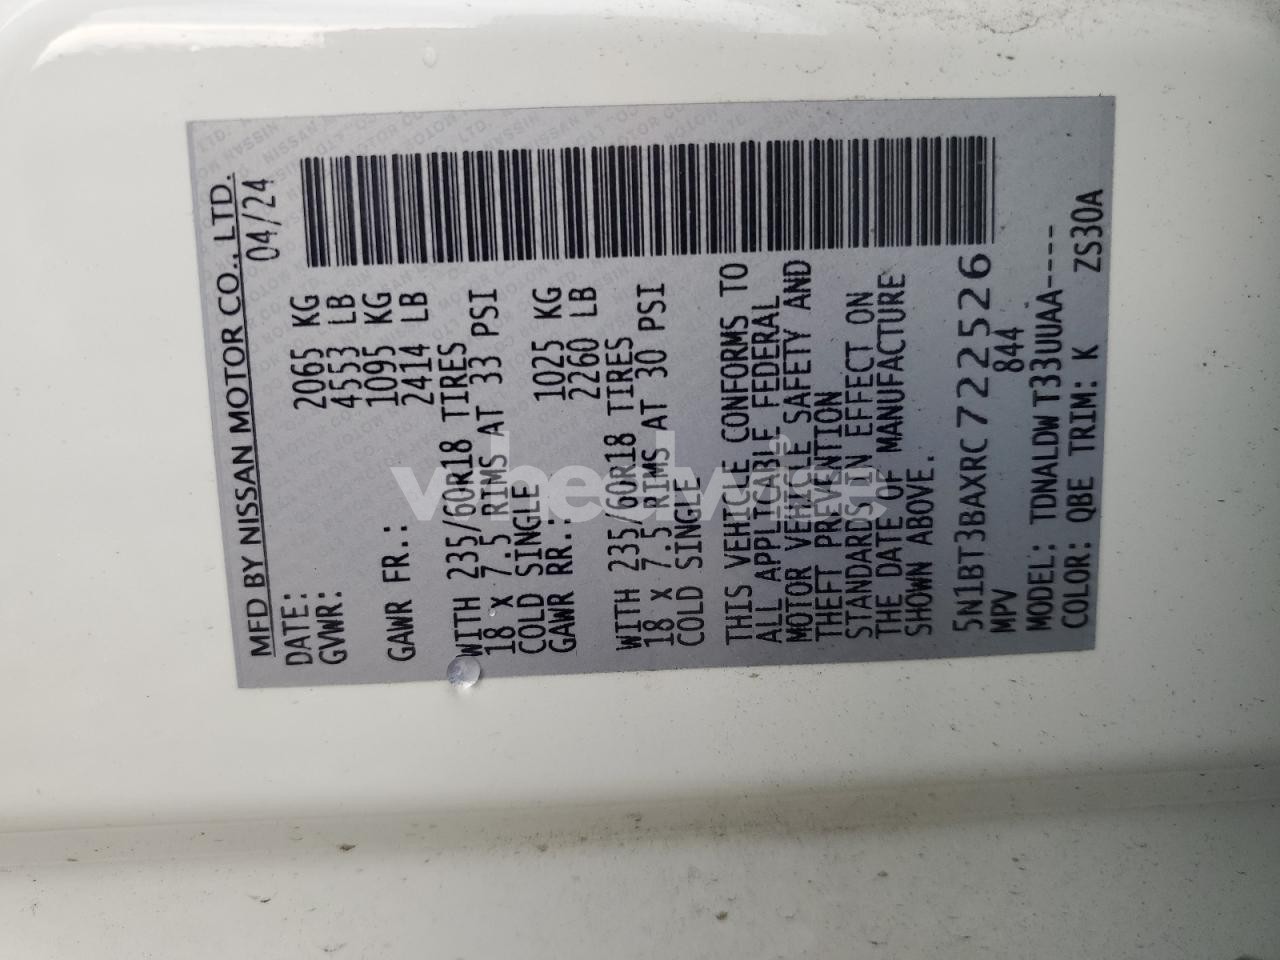 MFD BY NISSAN MOTOR CO., LTD.
DATE: 04/24
GVWR: 2065 KG
4553 LB
GAWR FR.: 1095 KG
2414 LB
WITH 235/60R18 TIRES
18 x 7.5 RIMS AT 33 PSI
COLD SINGLE
GAWR RR.: 1025 KG
2260 LB
WITH 235/60R18 TIRES
18 x 7.5 RIMS AT 30 PSI
COLD SINGLE
THIS VEHICLE CONFORMS TO
ALL APPLICABLE FEDERAL
MOTOR VEHICLE SAFETY AND
THEFT PREVENTION
STANDARDS IN EFFECT ON
THE DATE OF MANUFACTURE
SHOWN ABOVE.
5N1BT3BAXRC722526
MPV 844
MODEL: TDNALDWT33UUAA----
COLOR: QBE TRIM: K ZS30A